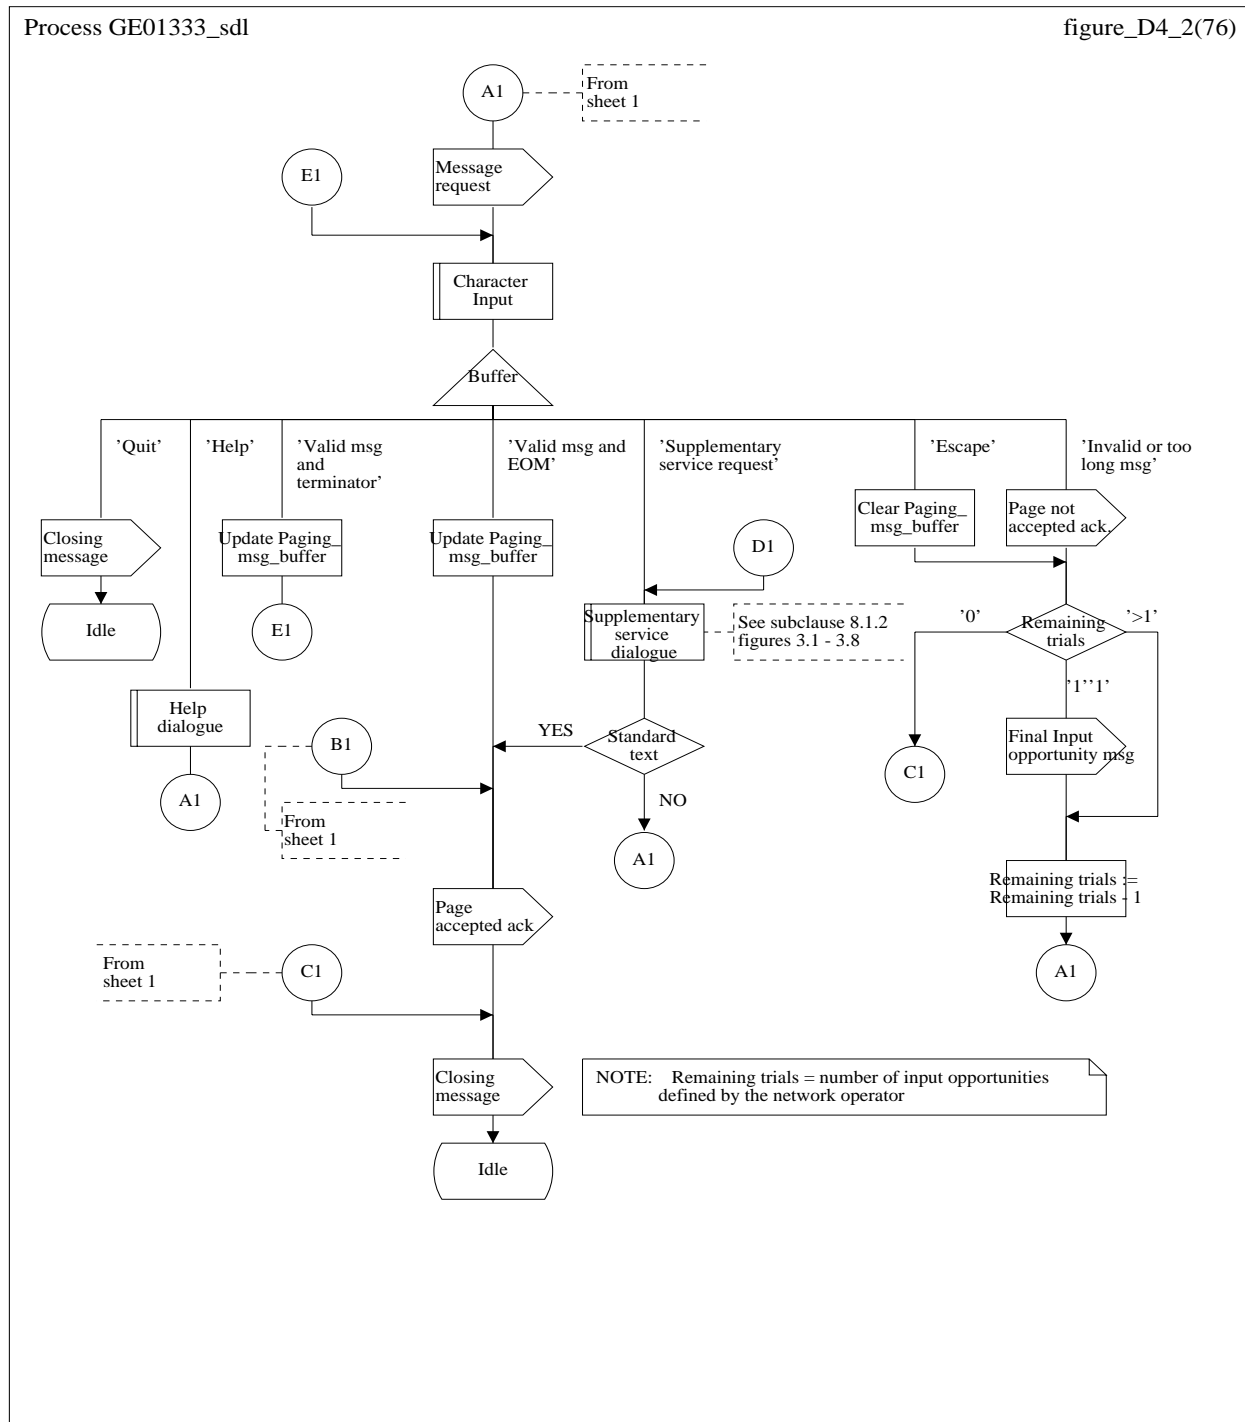 Process GE01333_sdl
figure_D4_2(76)
A1
From
sheet 1
E1
Message
request
Character
Input
Buffer
’Quit’
’Help’
’Valid msg
and
terminator’
’Valid msg and
EOM’
’Supplementary
service request’
’Escape’
’Invalid or too
long msg’
Closing
message
Update Paging_
msg_buffer
Update Paging_
msg_buffer
D1
Clear Paging_
msg_buffer
Page not
accepted ack.
Idle
E1
Supplementary
service
dialogue
See subclause 8.1.2
figures 3.1 - 3.8
’0’
Remaining
trials
’>1’
’1’’1’
Help
dialogue
B1
YES
Standard
text
NO
Final Input
opportunity msg
C1
A1
From
sheet 1
A1
Remaining trials :=
Remaining trials - 1
Page
accepted ack
From
sheet 1
C1
A1
Closing
message
NOTE: Remaining trials = number of input opportunities
defined by the network operator
Idle